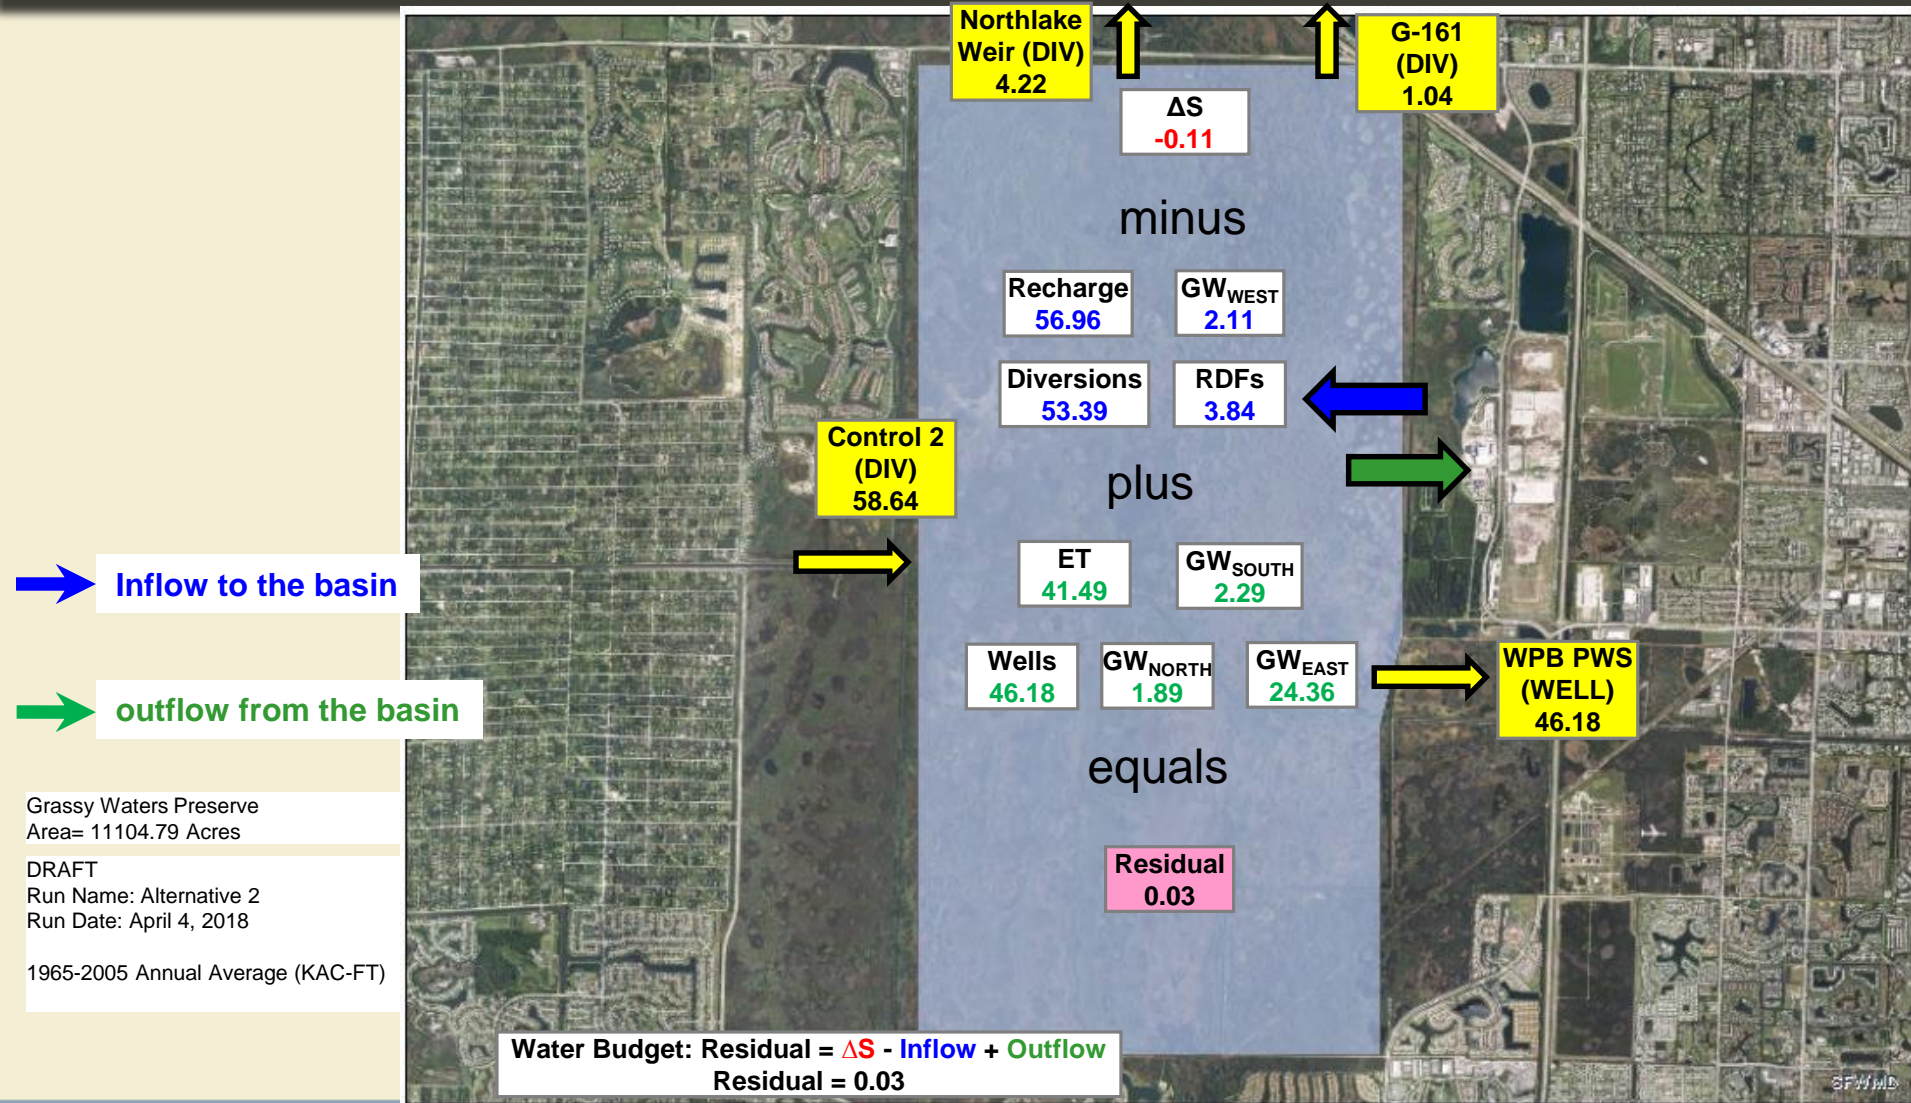 Northlake
Weir (DIV)
4.22
G-161
(DIV)
1.04
ΔS
-0.11
minus
Recharge
56.96
GWWEST
2.11
Diversions
53.39
RDFs
3.84
Control 2
(DIV)
58.64
plus
ET
41.49
GWSOUTH
2.29
Inflow to the basin
Wells
46.18
GWNORTH
1.89
GWEAST
24.36
WPB PWS
(WELL)
46.18
outflow from the basin
equals
Grassy Waters Preserve
Area= 11104.79 Acres
DRAFT
Run Name: Alternative 2
Run Date: April 4, 2018
1965-2005 Annual Average (KAC-FT)
Residual
0.03
Water Budget: Residual = ΔS - Inflow + Outflow
Residual = 0.03
SFWMD